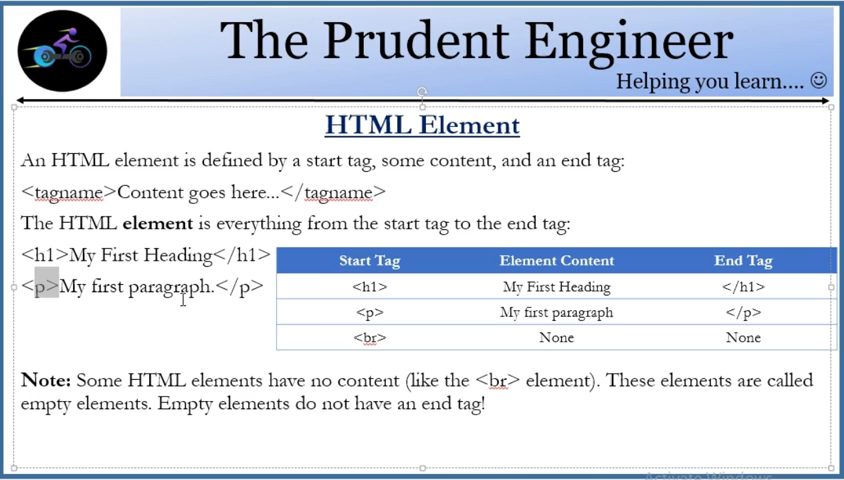 The Prudent Engineer
Helping you learn.... ☺
HTML Element
An HTML element is defined by a start tag, some content, and an end tag:
<tagname>Content goes here...</tagname>
The HTML element is everything from the start tag to the end tag:
<h1>My First Heading</h1>
<p>My first paragraph.</p>
Start Tag Element Content End Tag
<h1> My First Heading </h1>
<p> My first paragraph </p>
<br> None None
Note: Some HTML elements have no content (like the <br> element). These elements are called
empty elements. Empty elements do not have an end tag!
Activate Windows